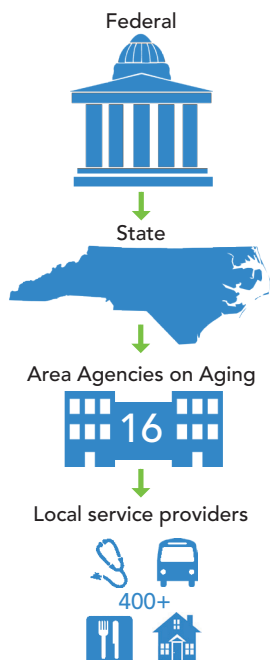 Federal
State
Area Agencies on Aging
16
Local service providers
400+